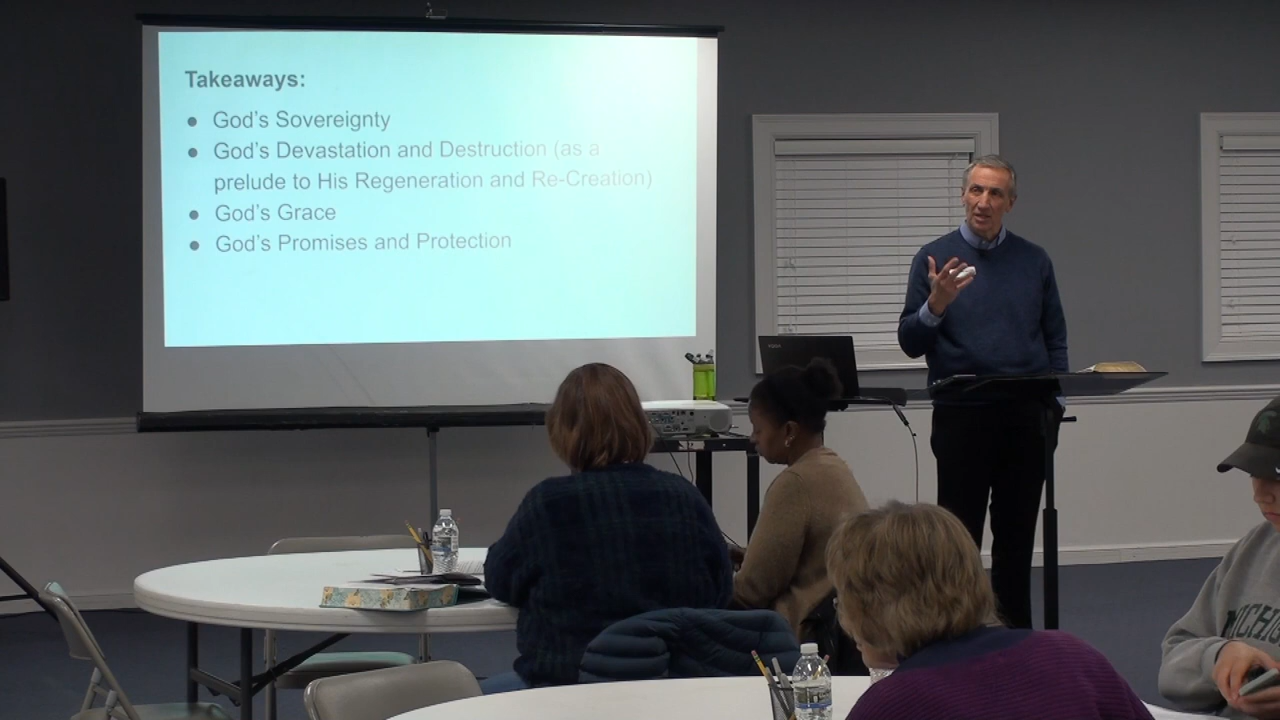 Takeaways:
● God's Sovereignty
● God's Devastation and Destruction (as a
prelude to His Regeneration and Re-Creation)
● God's Grace
● God's Promises and Protection
MICHIG